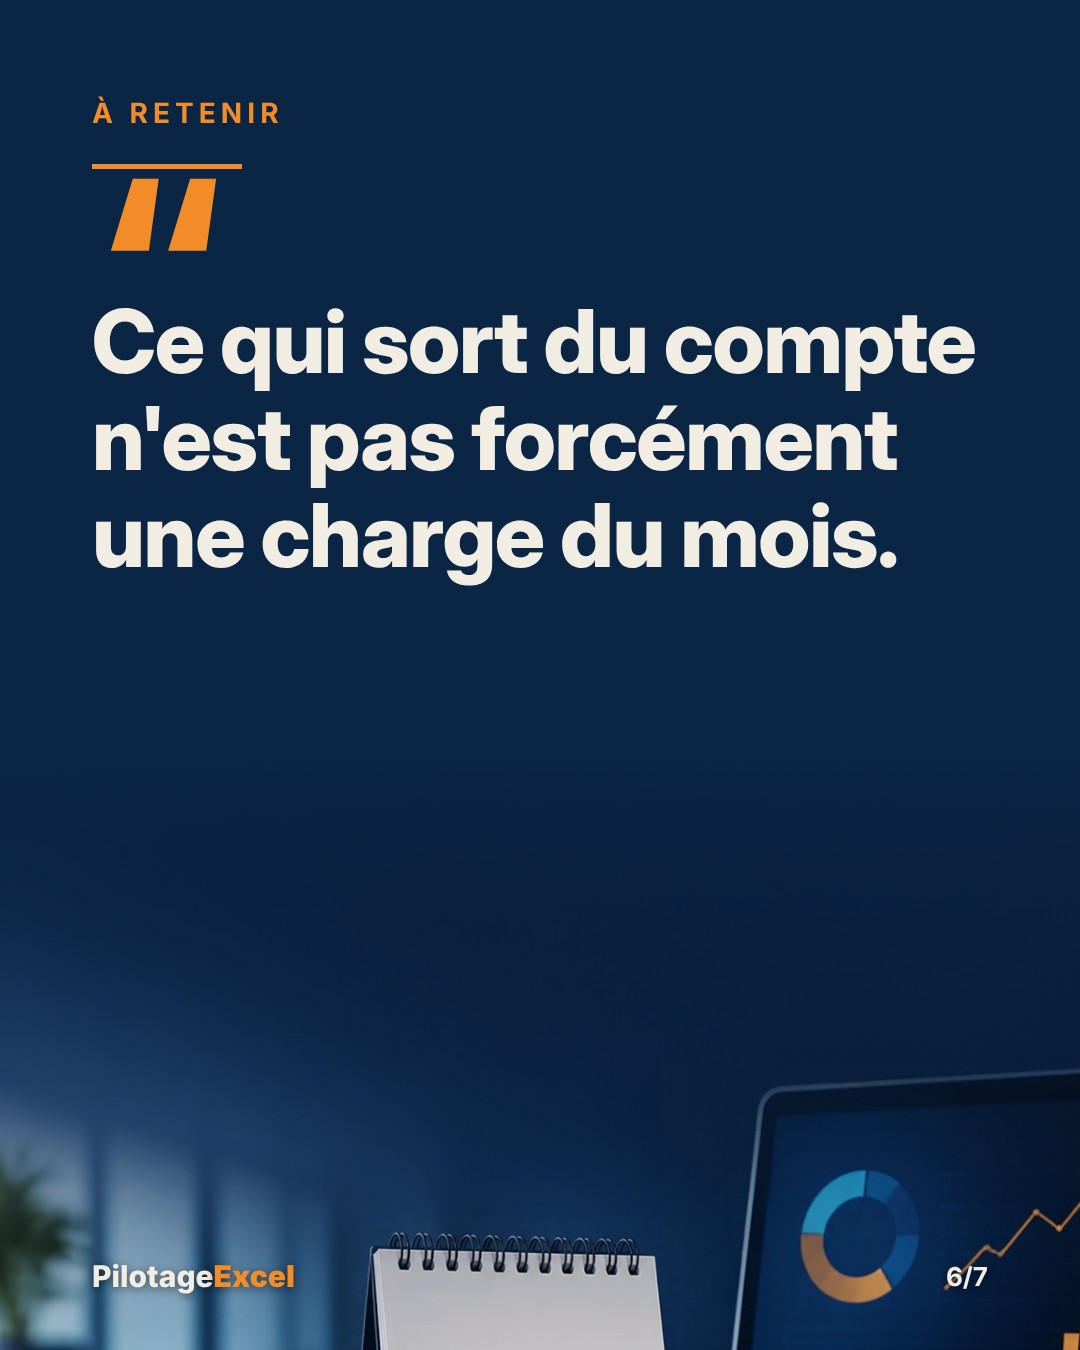 À RETENIR
"
Ce qui sort du compte
n'est pas forcément
une charge du mois.
PilotageExcel
6/7